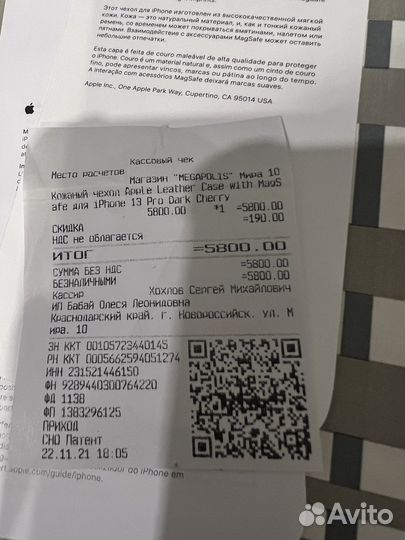 Этот чехол для iPhone изготовлен из высококачественной мягкой
кожи. Кожа — это натуральный материал, и, как и тонкий кожаный
ремень, со временем может покрываться вмятинами, налетом или
пятнами. Взаимодействие с аксессуарами MagSafe может оставить
небольшие отпечатки.
Esta capa é feita de couro maleável de alta qualidade para proteger
o iPhone. Couro é um material natural e, assim como um cinto de couro
fino, pode apresentar vincos, marcas ou pátina ao longo do tempo.
A interação com acessórios MagSafe deixará marcas suaves.
Apple Inc., One Apple Park Way, Cupertino, CA 95014 USA
Кассовый чек
Место расчетов Магазин "MEGAPOLIS" Мира 10
Кожаный чехол Apple Leather Case with MagS
afe для iPhone 13 Pro Dark Cherry
5800.00 *1 =5800.00
СКИДКА =190.00
НДС не облагается
ИТОГ =5800.00
СУММА БЕЗ НДС =5800.00
БЕЗНАЛИЧНЫМИ =5800.00
Кассир Хохлов Сергей Михайлович
ИП Бабай Олеся Леонидовна
Краснодарский край, г. Новороссийск, ул. М
ира, 10
ЗН ККТ 00105723440145
РН ККТ 0005662594051274
ИНН 231521446150
ФН 9289440300764220
ФД 1138
ФП 1383296125
ПРИХОД
СНО Патент
22.11.21 18:05
do iPhone em
.apple.com/guide/iphone.
Avito